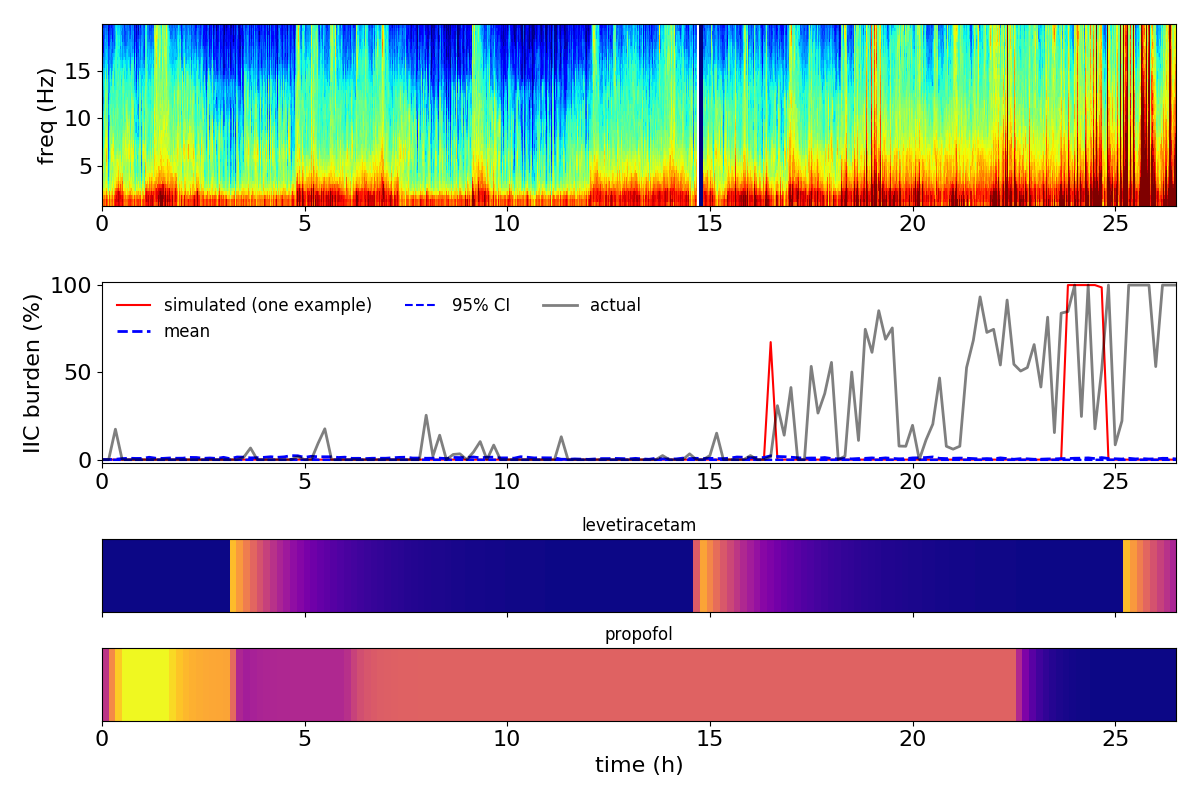 freq (Hz)
15
10
5
0 5 10 15 20 25
IIC burden (%)
100
50
0
simulated (one example) 95% CI actual
mean
0 5 10 15 20 25
levetiracetam
propofol
0 5 10 15 20 25
time (h)